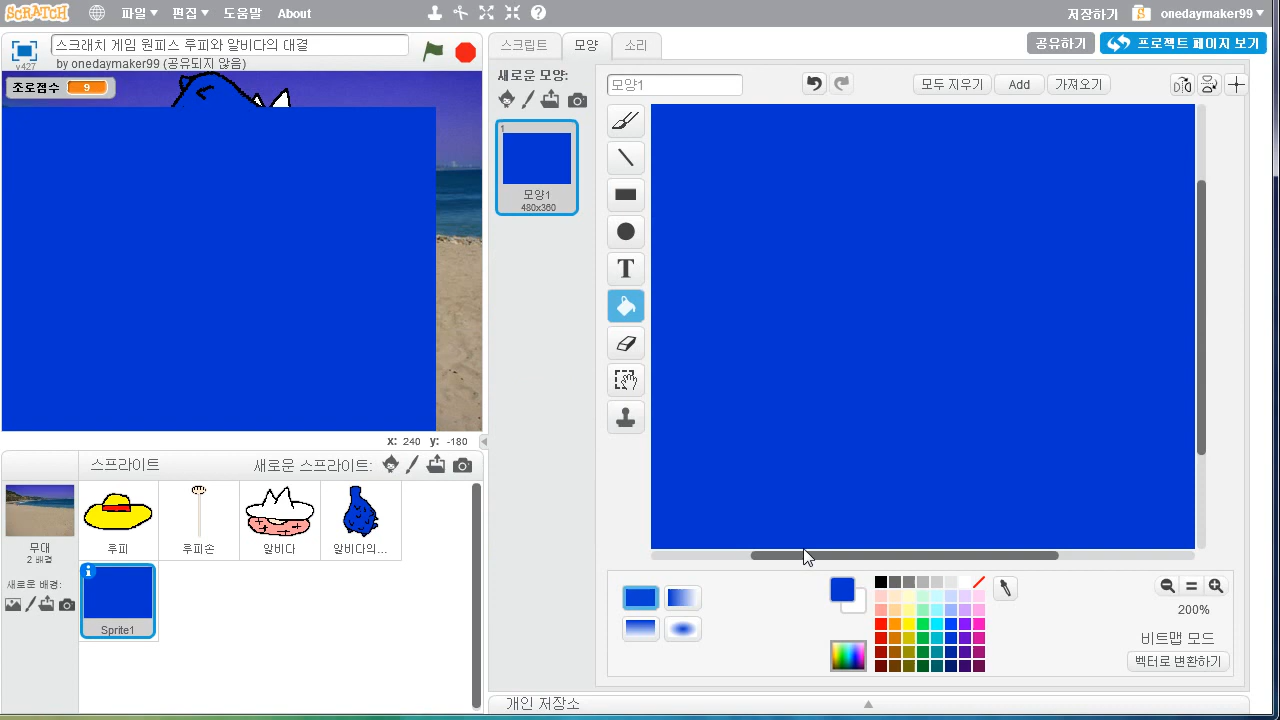 SCRATCH 파일▼ 편집▼ 도움말 About 저장하기 onedaymaker99▼
v427
스크래치 게임 원피스 루피와 알비다의 대결
by onedaymaker99 (공유되지 않음)
스크립트 모양 소리
공유하기 프로젝트 페이지 보기
조로점수 9
새로운 모양:
모양1
모두 지우기 Add 가져오기
1
모양1
480x360
T
x: 240 y: -180
스프라이트 새로운 스프라이트:
무대
2 배경
루피
루피손
알비다
알비다의...
새로운 배경:
Sprite1
200%
비트맵 모드
벡터로 변환하기
개인 저장소